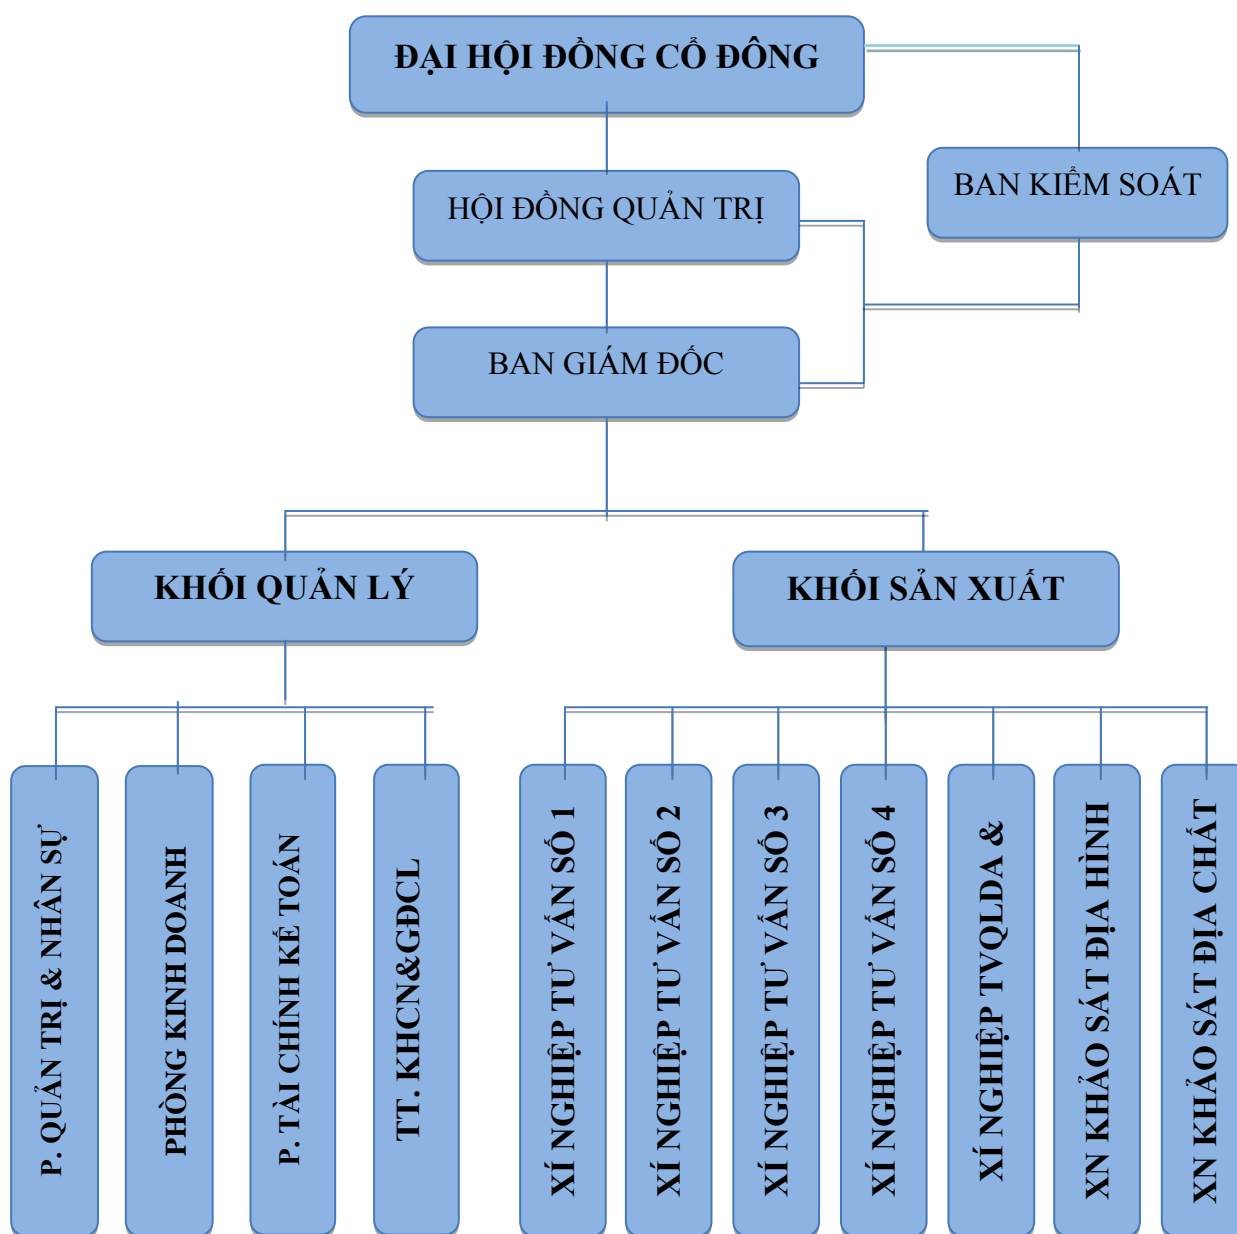 ĐẠI HỘI ĐỒNG CỔ ĐÔNG
BAN KIỂM SOÁT
HỘI ĐỒNG QUẢN TRỊ
BAN GIÁM ĐỐC
KHỐI QUẢN LÝ
KHỐI SẢN XUẤT
P. QUẢN TRỊ & NHÂN SỰ
PHÒNG KINH DOANH
P. TÀI CHÍNH KẾ TOÁN
TT. KHCN&GĐCL
XÍ NGHIỆP TƯ VẤN SỐ 1
XÍ NGHIỆP TƯ VẤN SỐ 2
XÍ NGHIỆP TƯ VẤN SỐ 3
XÍ NGHIỆP TƯ VẤN SỐ 4
XÍ NGHIỆP TVQLDA &
XN KHẢO SÁT ĐỊA HÌNH
XN KHẢO SÁT ĐỊA CHẤT